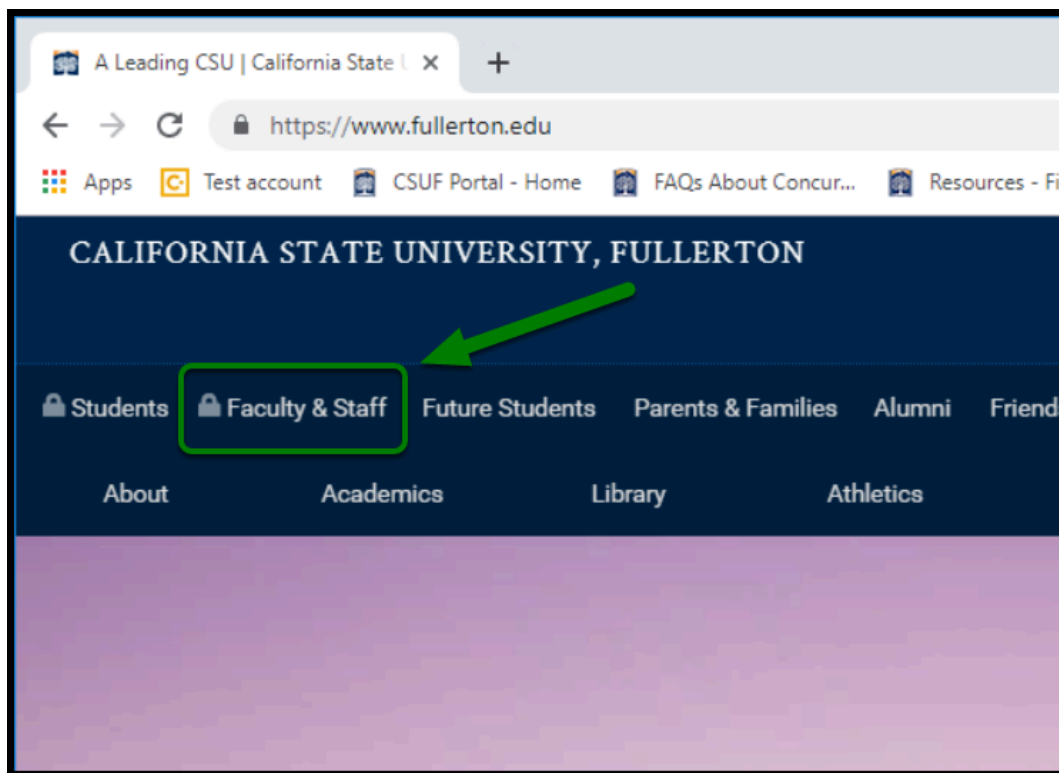 A Leading CSU | California State
https://www.fullerton.edu
Apps Test account CSUF Portal - Home FAQs About Concur... Resources - Fi
CALIFORNIA STATE UNIVERSITY, FULLERTON
Students Faculty & Staff Future Students Parents & Families Alumni Friend
About Academics Library Athletics